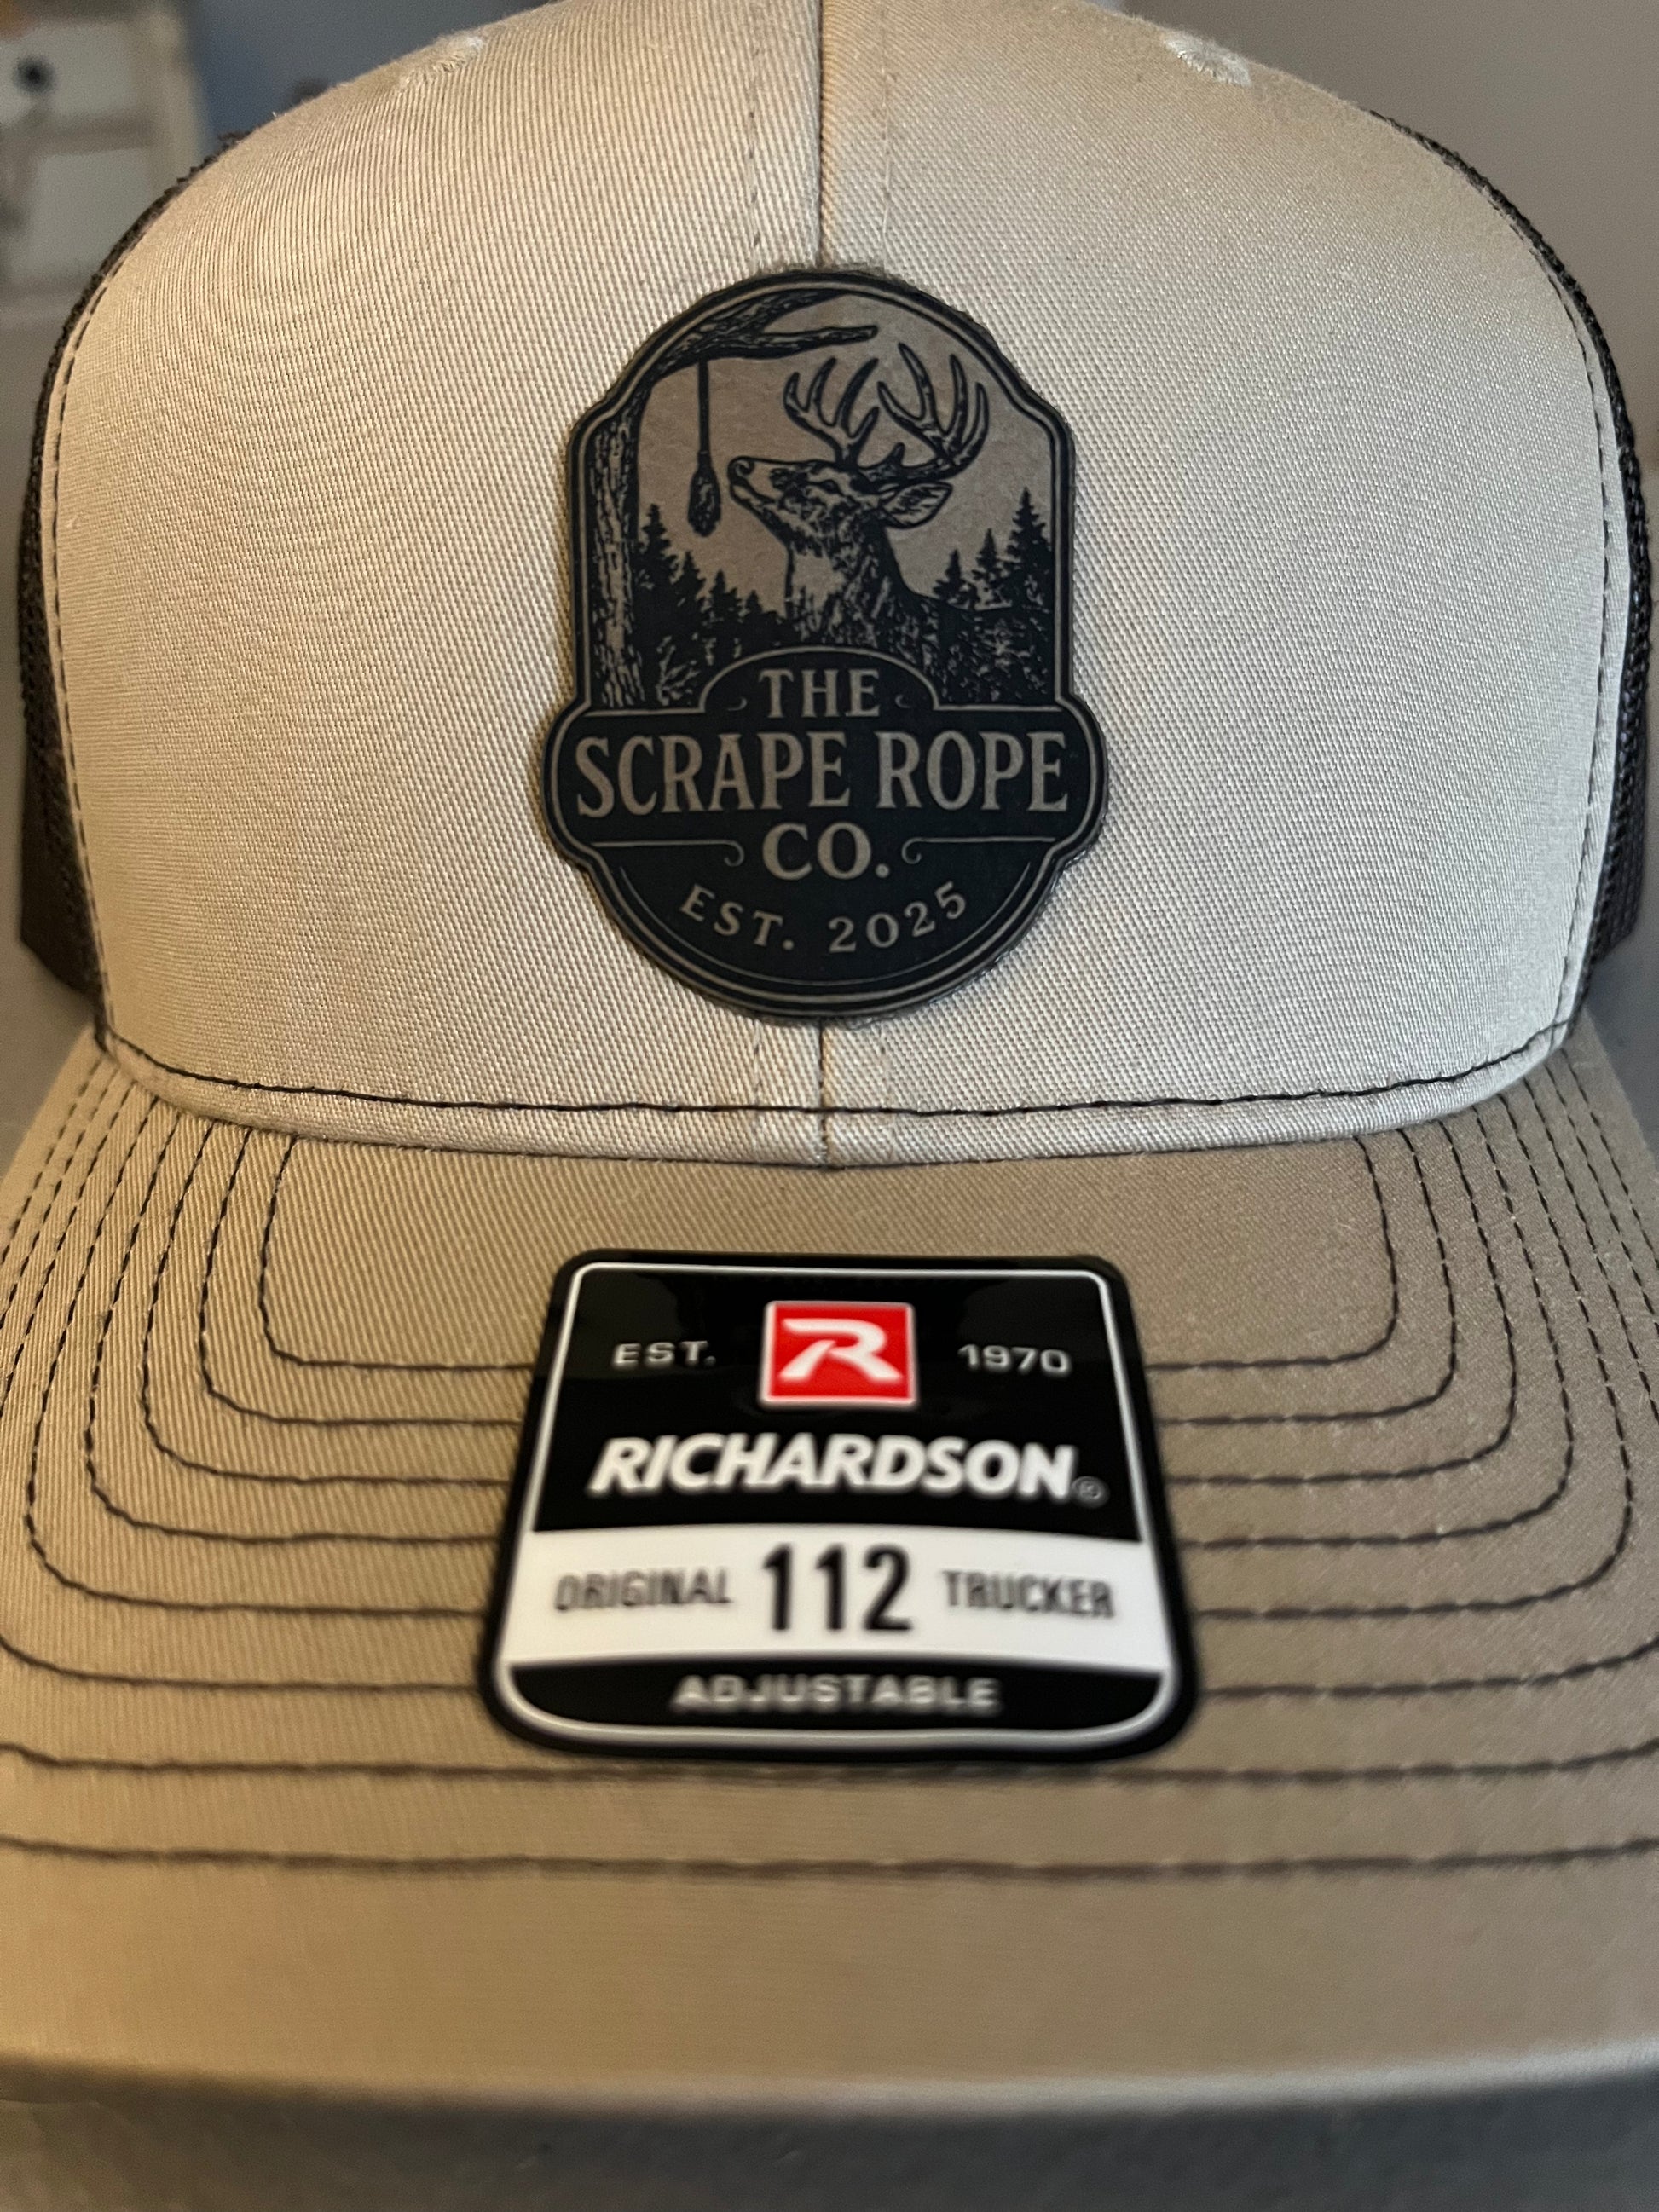 THE
SCRAPE ROPE
CO.
EST. 2025
EST. R 1970
RICHARDSON®
ORIGINAL 112 TRUCKER
ADJUSTABLE